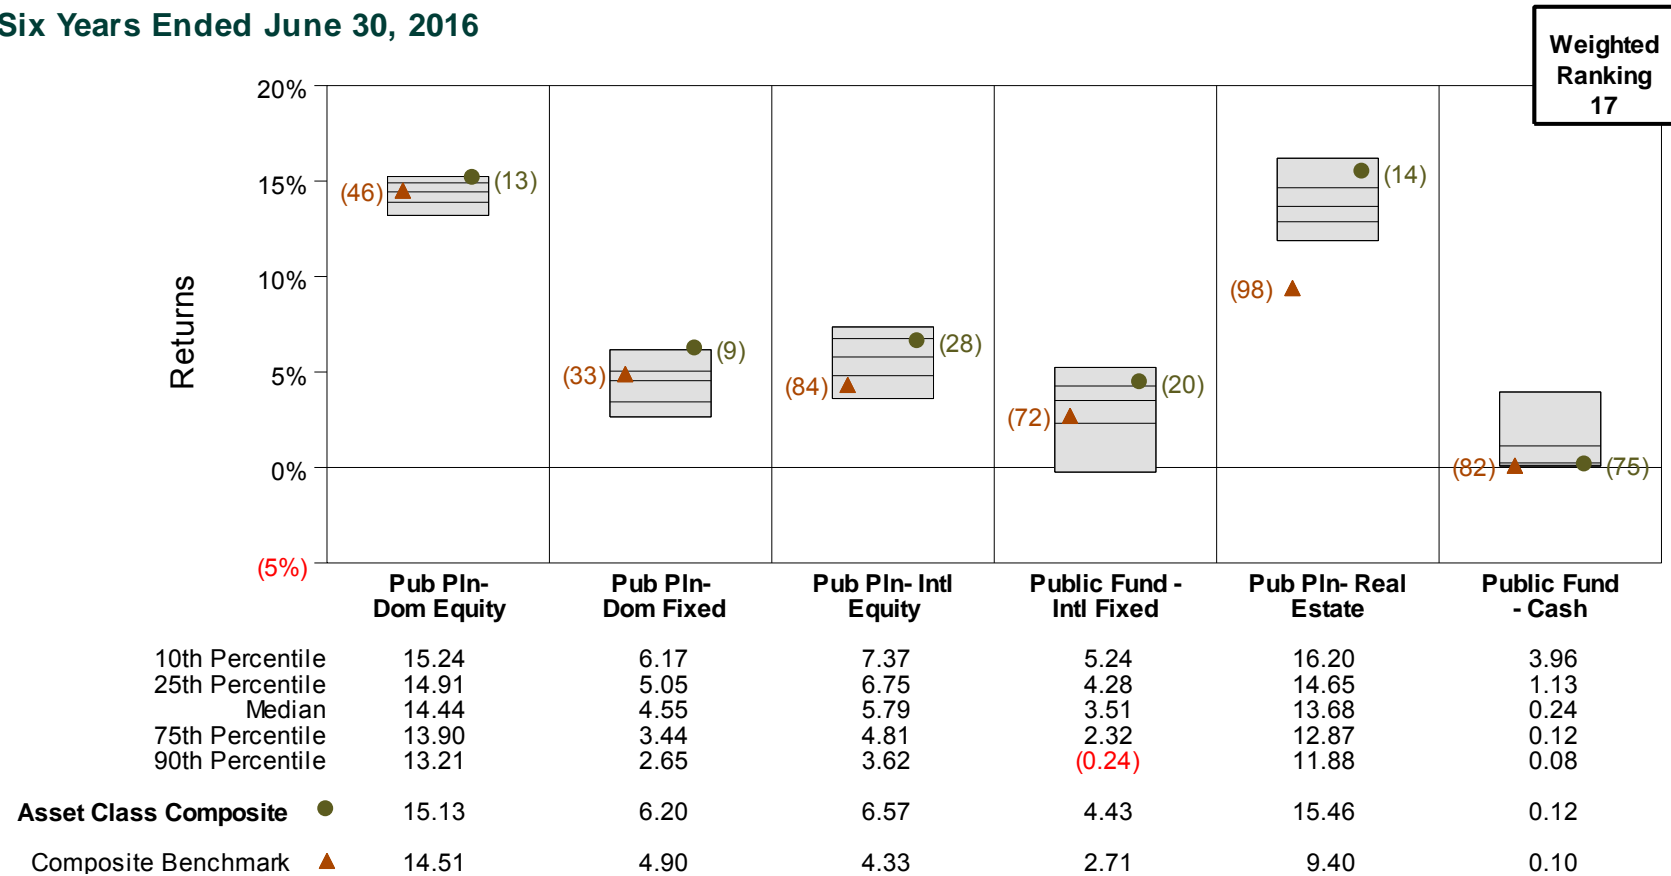 Six Years Ended June 30, 2016
Weighted
Ranking
17
Returns
20%
15%
10%
5%
0%
(5%)
(46) (13)
(33) (9)
(84) (28)
(72) (20)
(98) (14)
(82) (75)
Pub Pln- Pub Pln- Pub Pln- Intl Public Fund - Pub Pln- Real Public Fund
Dom Equity Dom Fixed Equity Intl Fixed Estate - Cash
10th Percentile 15.24 6.17 7.37 5.24 16.20 3.96
25th Percentile 14.91 5.05 6.75 4.28 14.65 1.13
Median 14.44 4.55 5.79 3.51 13.68 0.24
75th Percentile 13.90 3.44 4.81 2.32 12.87 0.12
90th Percentile 13.21 2.65 3.62 (0.24) 11.88 0.08
Asset Class Composite 15.13 6.20 6.57 4.43 15.46 0.12
Composite Benchmark 14.51 4.90 4.33 2.71 9.40 0.10